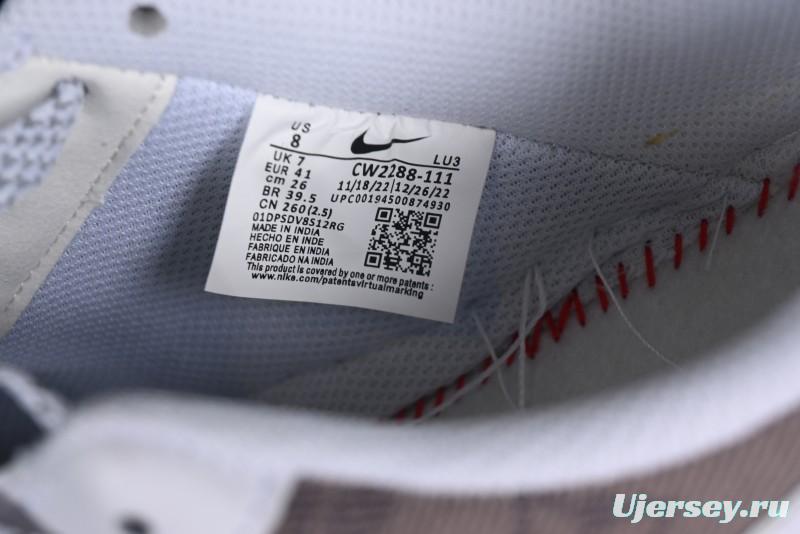 US
8
LU3
UK 7
EUR 41
cm 26
BR 39.5
CN 260(2.5)
CW2288-111
11/18/22 | 12/26/22
UPC00194500874930
01DPSDV8S12RG
MADE IN INDIA
HECHO EN INDE
FABRIQUE EN INDIA
FABRICADO NA INDIA
This product is covered by one or more patents :
www.nike.com/patentsvirtualmarking
Ujersey.ru